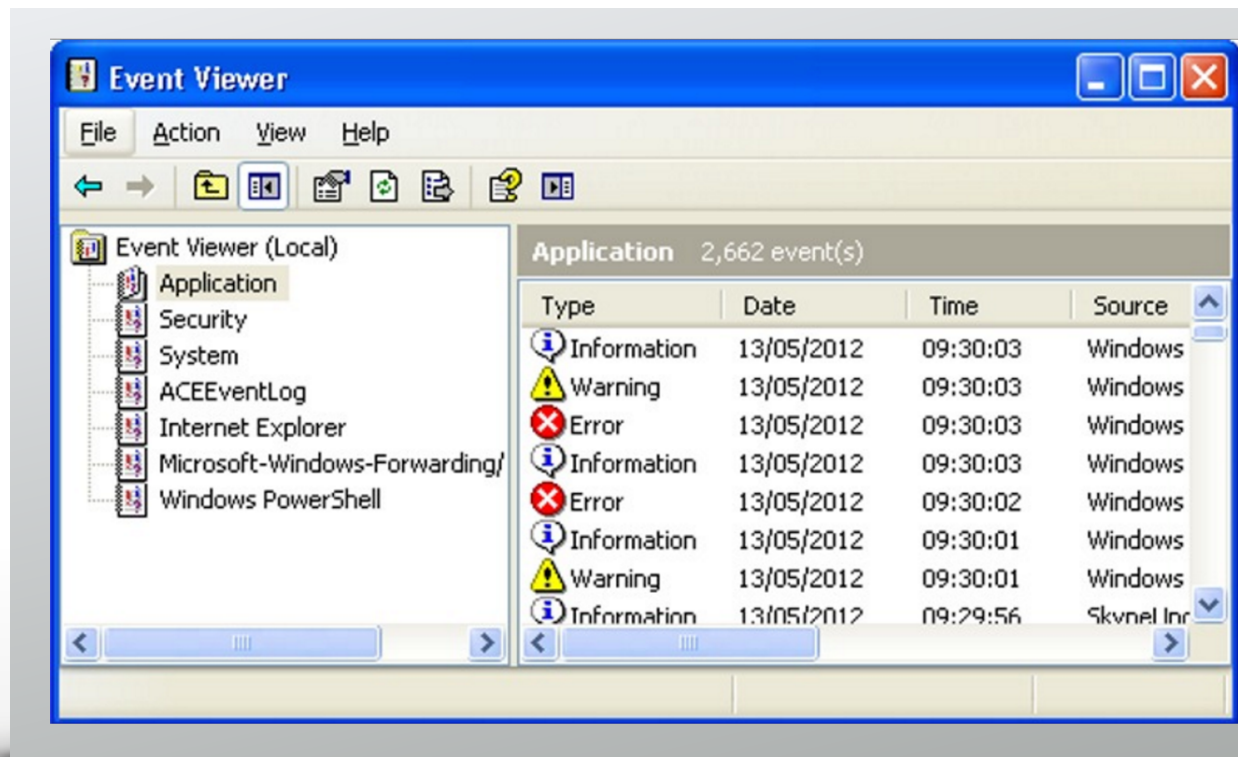 Event Viewer
File Action View Help
Event Viewer (Local)
Application
Security
System
ACEEventLog
Internet Explorer
Microsoft-Windows-Forwarding/
Windows PowerShell
Application 2,662 event(s)
Type Date Time Source
Information 13/05/2012 09:30:03 Windows
Warning 13/05/2012 09:30:03 Windows
Error 13/05/2012 09:30:03 Windows
Information 13/05/2012 09:30:03 Windows
Error 13/05/2012 09:30:02 Windows
Information 13/05/2012 09:30:01 Windows
Warning 13/05/2012 09:30:01 Windows
Information 13/05/2012 09:29:56